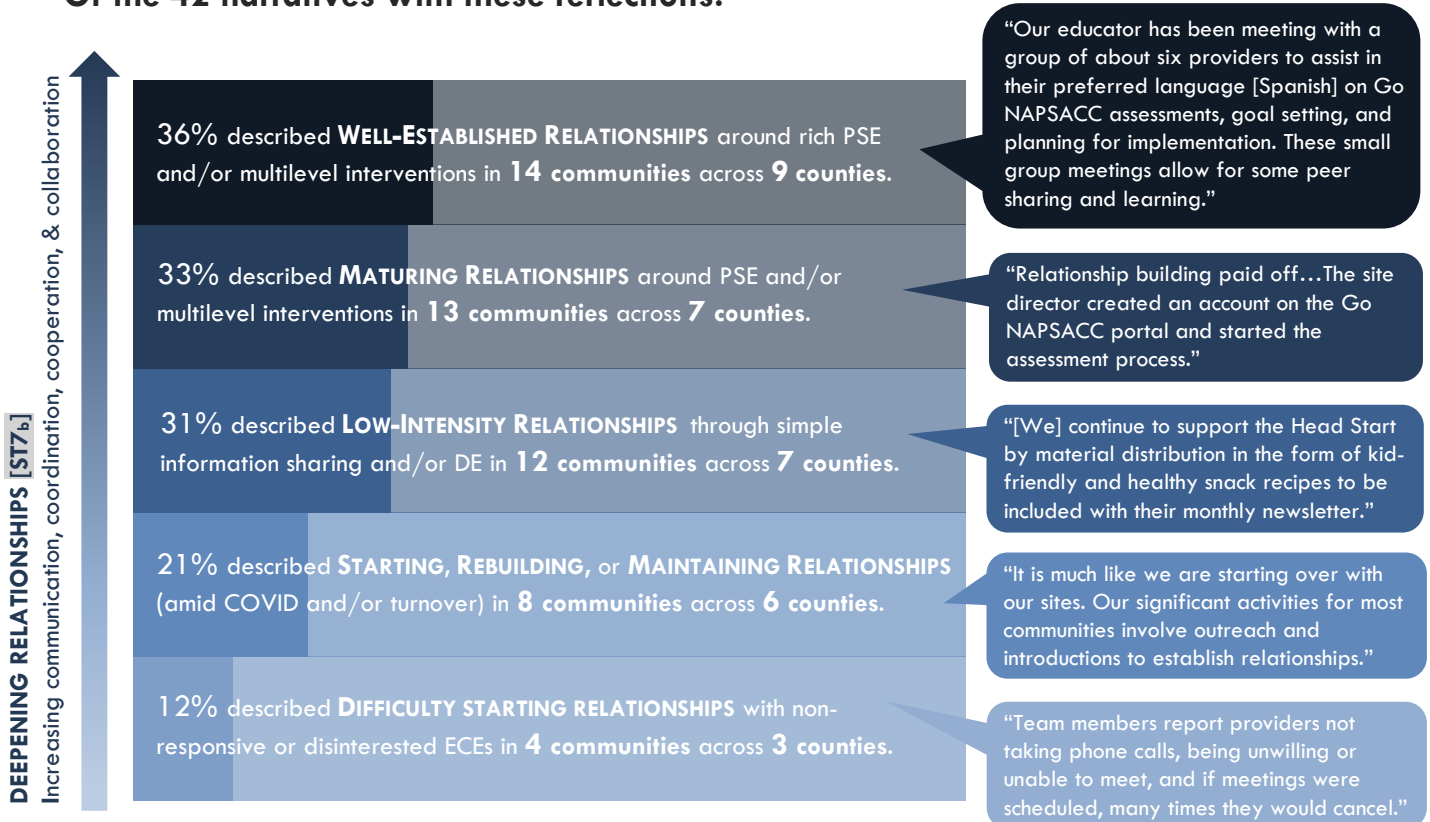 Of the 42 narratives with these reflections:
DEEPENING RELATIONSHIPS [ST7b]
Increasing communication, coordination, cooperation, & collaboration
36% described WELL-ESTABLISHED RELATIONSHIPS around rich PSE
and/or multilevel interventions in 14 communities across 9 counties.
“Our educator has been meeting with a
group of about six providers to assist in
their preferred language [Spanish] on Go
NAPSACC assessments, goal setting, and
planning for implementation. These small
group meetings allow for some peer
sharing and learning.”
33% described MATURING RELATIONSHIPS around PSE and/or
multilevel interventions in 13 communities across 7 counties.
“Relationship building paid off…The site
director created an account on the Go
NAPSACC portal and started the
assessment process.”
31% described LOW-INTENSITY RELATIONSHIPS through simple
information sharing and/or DE in 12 communities across 7 counties.
“[We] continue to support the Head Start
by material distribution in the form of kid-
friendly and healthy snack recipes to be
included with their monthly newsletter.”
21% described STARTING, REBUILDING, or MAINTAINING RELATIONSHIPS
(amid COVID and/or turnover) in 8 communities across 6 counties.
“It is much like we are starting over with
our sites. Our significant activities for most
communities involve outreach and
introductions to establish relationships.”
12% described DIFFICULTY STARTING RELATIONSHIPS with non-
responsive or disinterested ECEs in 4 communities across 3 counties.
“Team members report providers not
taking phone calls, being unwilling or
unable to meet, and if meetings were
scheduled, many times they would cancel.”